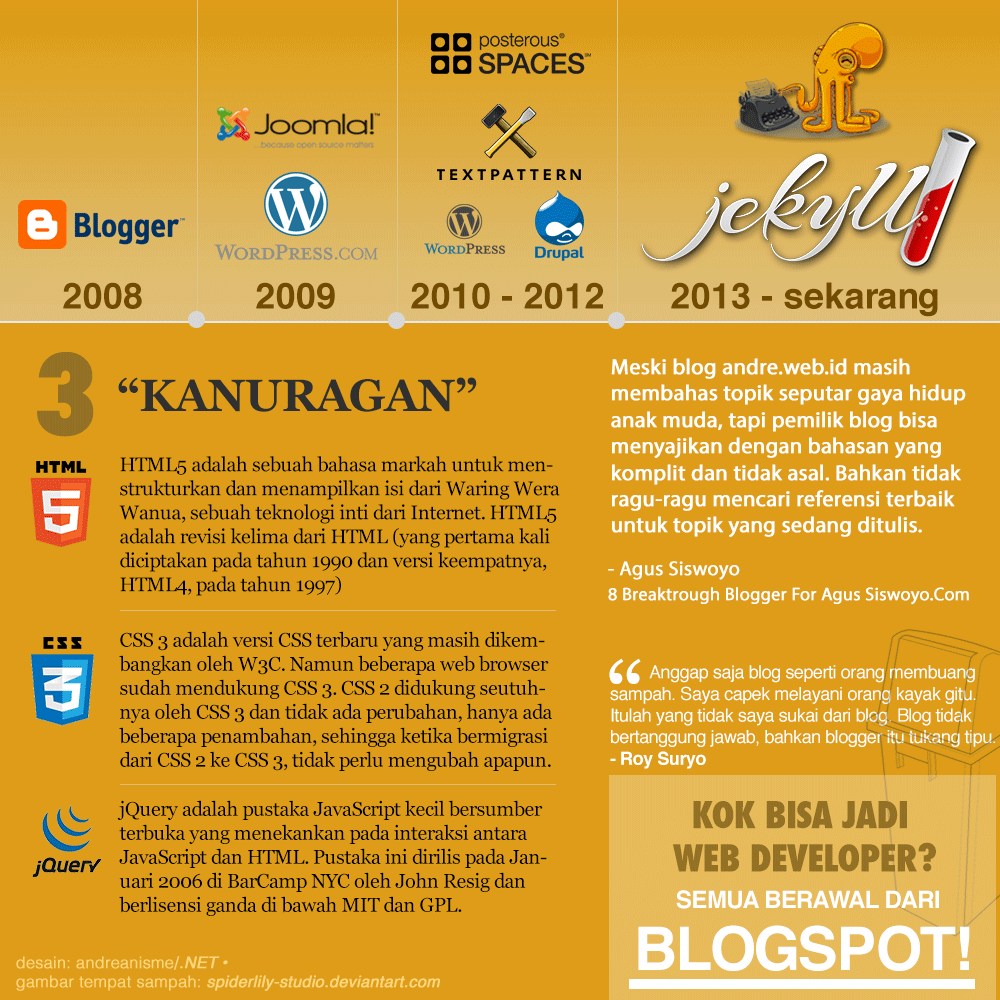 posterous®
SPACES℠
Joomla!™
...because open source matters
TEXTPATTERN
Blogger™
WORDPRESS.COM
WORDPRESS
Drupal
jekyll
2008
2009
2010 - 2012
2013 - sekarang
3 “KANURAGAN”
HTML
5
HTML5 adalah sebuah bahasa markah untuk men-
strukturkan dan menampilkan isi dari Waring Wera
Wanua, sebuah teknologi inti dari Internet. HTML5
adalah revisi kelima dari HTML (yang pertama kali
diciptakan pada tahun 1990 dan versi keempatnya,
HTML4, pada tahun 1997)
CSS
3
CSS 3 adalah versi CSS terbaru yang masih dikem-
bangkan oleh W3C. Namun beberapa web browser
sudah mendukung CSS 3. CSS 2 didukung seutuh-
nya oleh CSS 3 dan tidak ada perubahan, hanya ada
beberapa penambahan, sehingga ketika bermigrasi
dari CSS 2 ke CSS 3, tidak perlu mengubah apapun.
jQuery
jQuery adalah pustaka JavaScript kecil bersumber
terbuka yang menekankan pada interaksi antara
JavaScript dan HTML. Pustaka ini dirilis pada Jan-
uari 2006 di BarCamp NYC oleh John Resig dan
berlisensi ganda di bawah MIT dan GPL.
desain: andreanisme/.NET •
gambar tempat sampah: spiderlily-studio.deviantart.com
Meski blog andre.web.id masih
membahas topik seputar gaya hidup
anak muda, tapi pemilik blog bisa
menyajikan dengan bahasan yang
komplit dan tidak asal. Bahkan tidak
ragu-ragu mencari referensi terbaik
untuk topik yang sedang ditulis.
- Agus Siswoyo
8 Breaktrough Blogger For Agus Siswoyo.Com
“ Anggap saja blog seperti orang membuang
sampah. Saya capek melayani orang kayak gitu.
Itulah yang tidak saya sukai dari blog. Blog tidak
bertanggung jawab, bahkan blogger itu tukang tipu.
- Roy Suryo
KOK BISA JADI
WEB DEVELOPER?
SEMUA BERAWAL DARI
BLOGSPOT!